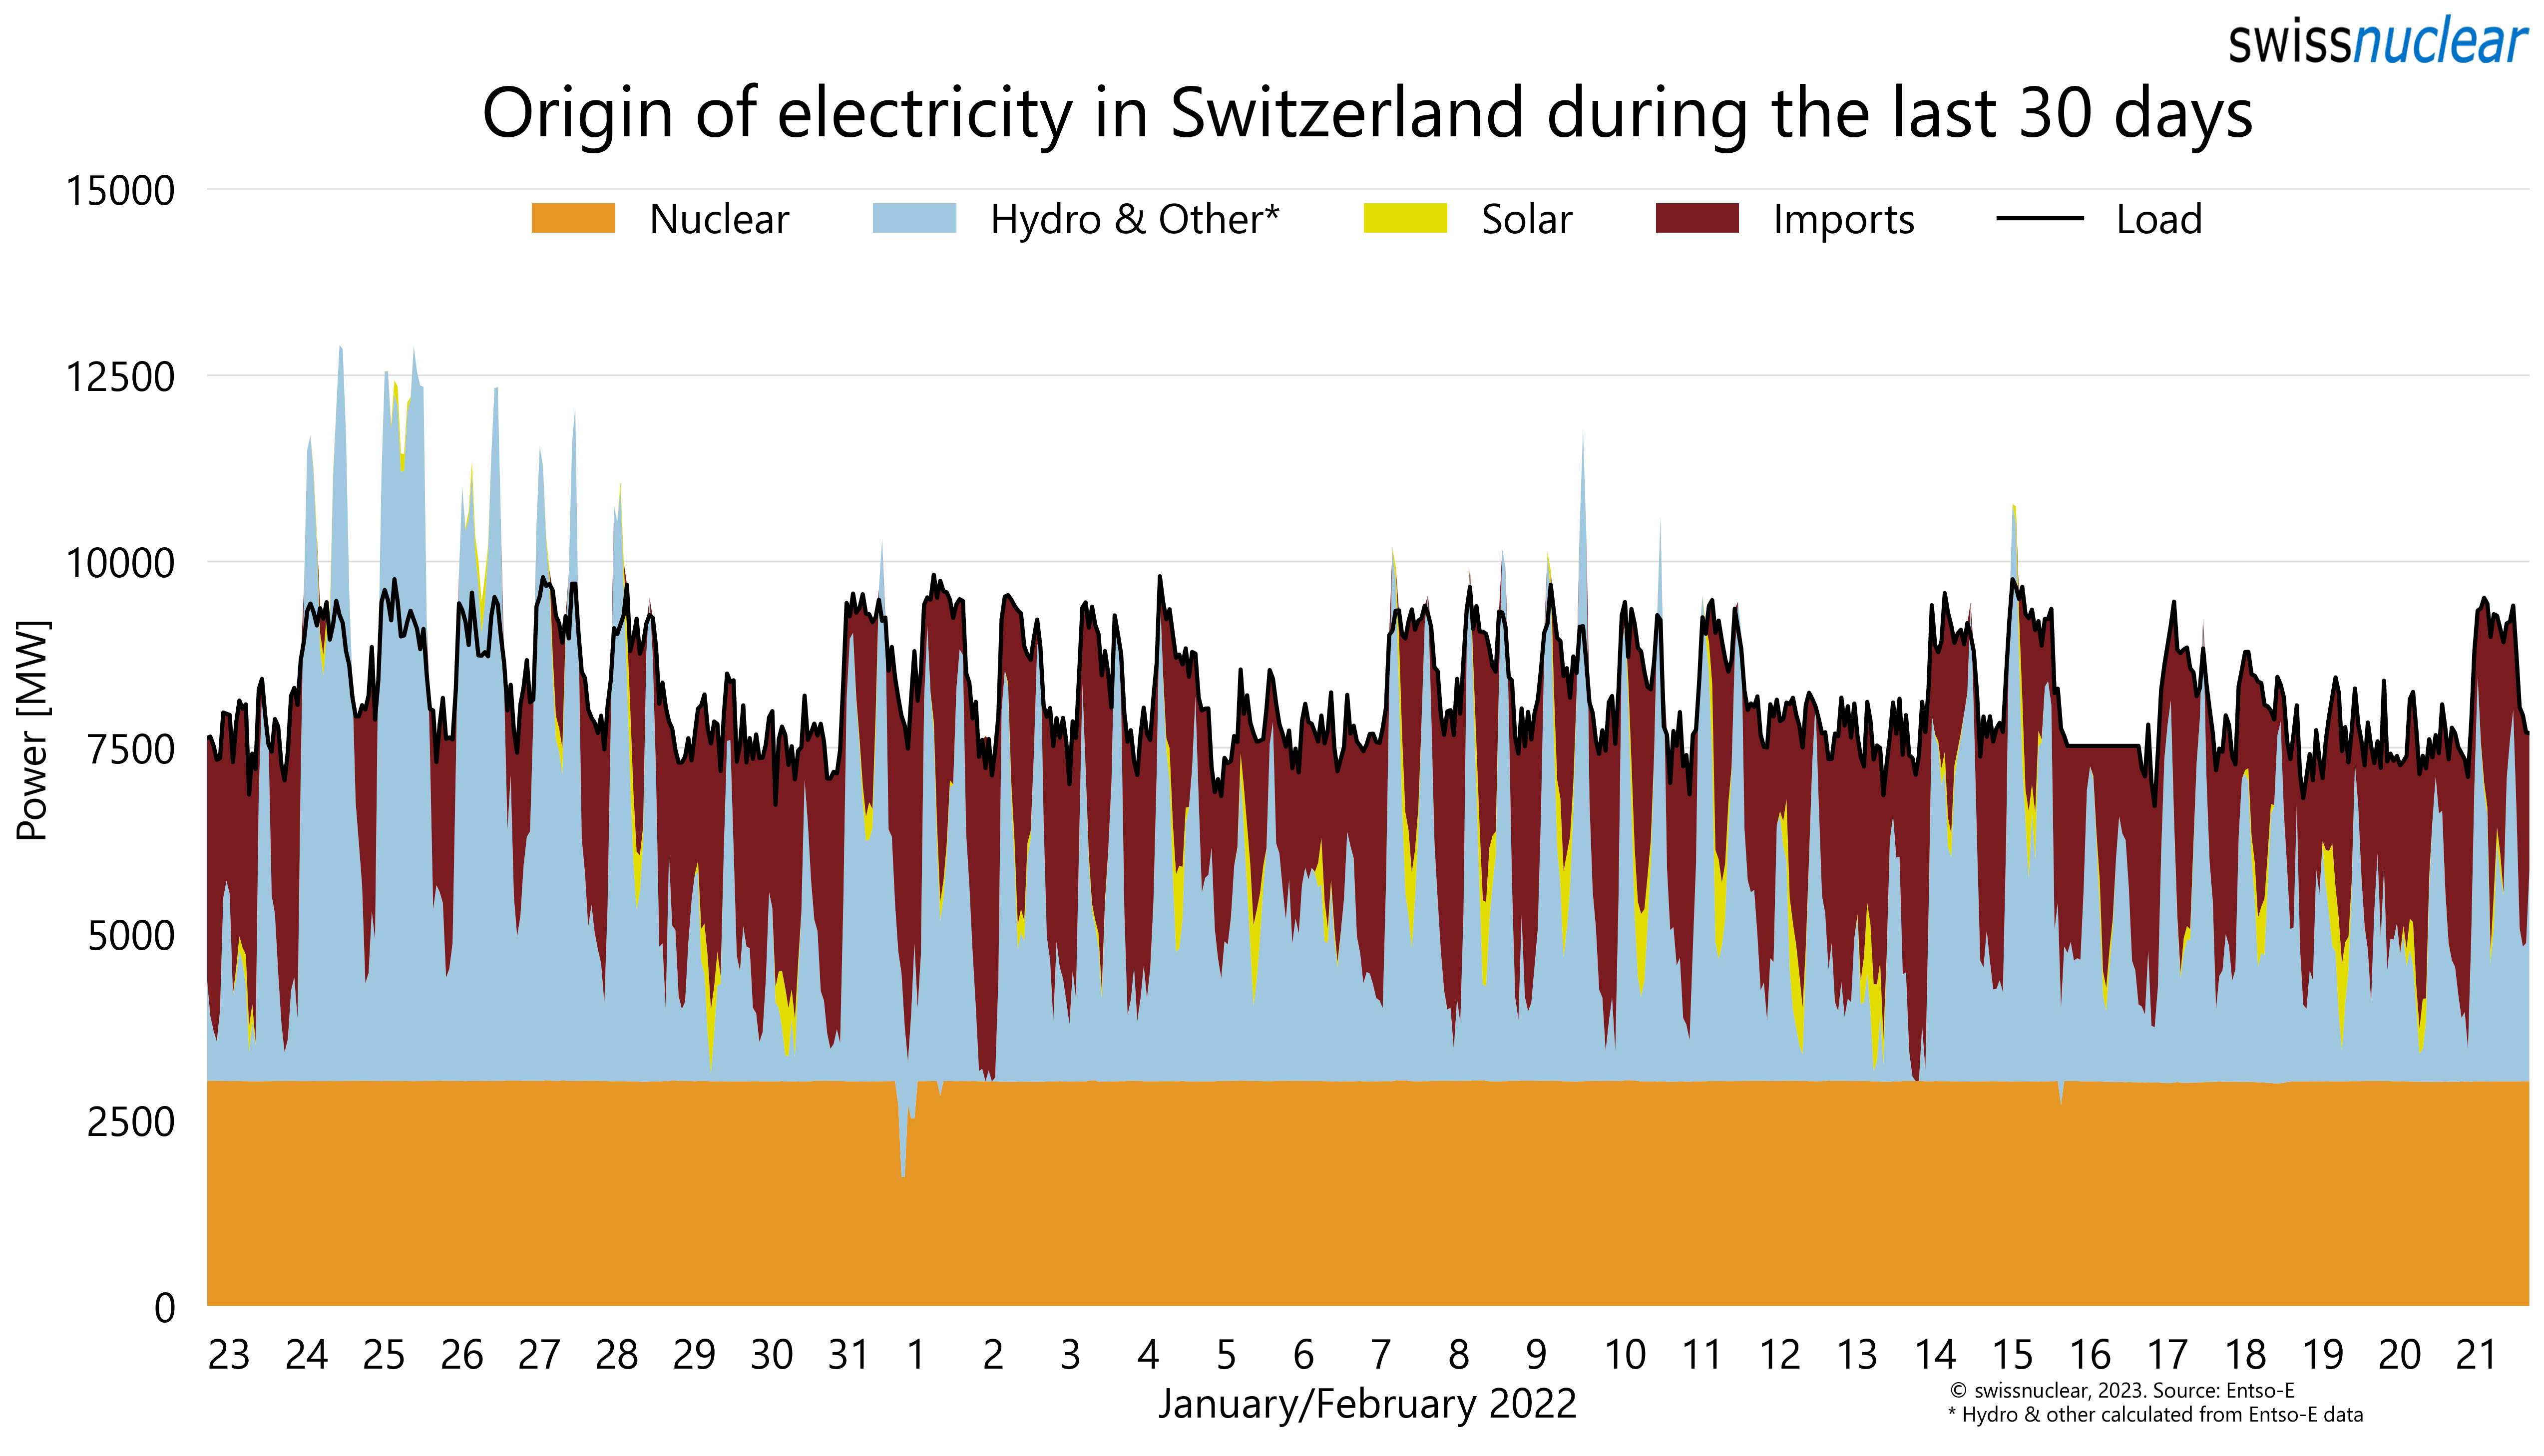 swissnuclear
Origin of electricity in Switzerland during the last 30 days
15000
Nuclear Hydro & Other* Solar Imports Load
12500
10000
7500
5000
2500
0
Power [MW]
23 24 25 26 27 28 29 30 31 1 2 3 4 5 6 7 8 9 10 11 12 13 14 15 16 17 18 19 20 21
January/February 2022
© swissnuclear, 2023. Source: Entso-E
* Hydro & other calculated from Entso-E data